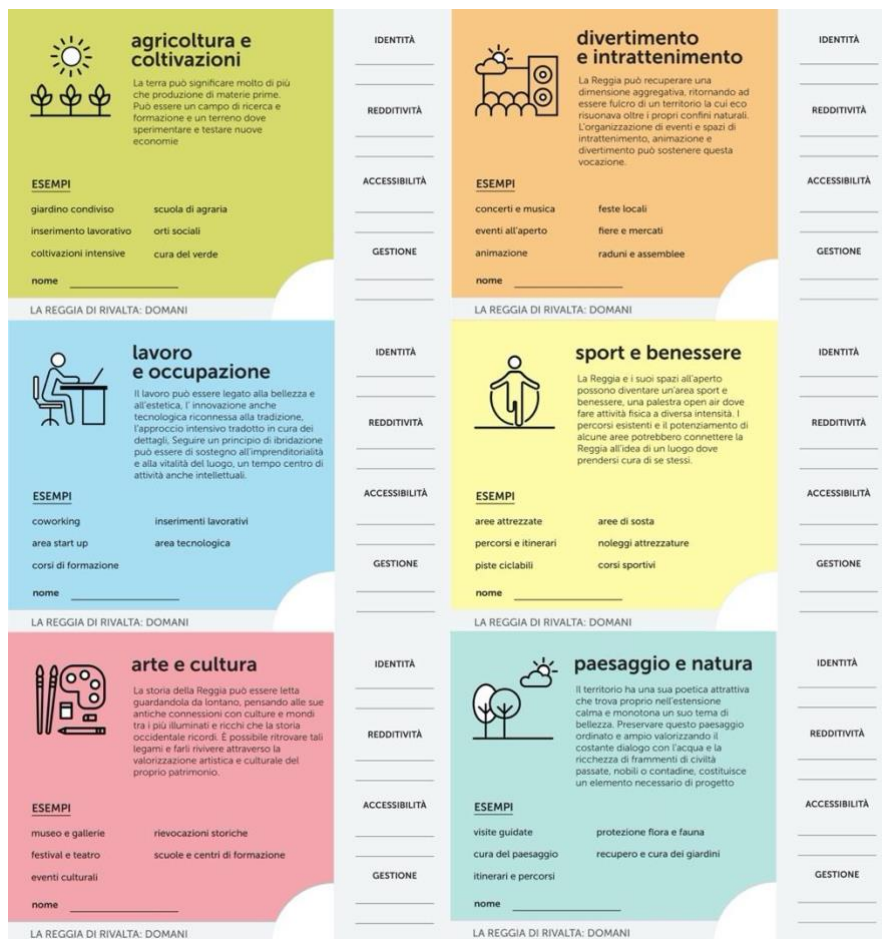 agricoltura e
coltivazioni
La terra può significare molto di più
che produzione di materie prime.
Può essere un campo di ricerca e
formazione e un terreno dove
sperimentare e testare nuove
economie
ESEMPI
giardino condiviso
scuola di agraria
inserimento lavorativo
orti sociali
coltivazioni intensive
cura del verde
nome
LA REGGIA DI RIVALTA: DOMANI
IDENTITÀ
REDDITIVITÀ
ACCESSIBILITÀ
GESTIONE
divertimento
e intrattenimento
La Reggia può recuperare una
dimensione aggregativa, ritornando ad
essere fulcro di un territorio la cui eco
risuonava oltre i propri confini naturali.
L'organizzazione di eventi e spazi di
intrattenimento, animazione e
divertimento può sostenere questa
vocazione.
ESEMPI
concerti e musica
feste locali
eventi all'aperto
fiere e mercati
animazione
raduni e assemblee
nome
LA REGGIA DI RIVALTA: DOMANI
IDENTITÀ
REDDITIVITÀ
ACCESSIBILITÀ
GESTIONE
lavoro
e occupazione
Il lavoro può essere legato alla bellezza e
all'estetica, l' innovazione anche
tecnologica riconnessa alla tradizione,
l'approccio intensivo tradotto in cura dei
dettagli, Seguire un principio di ibridazione
può essere di sostegno all'imprenditorialità
e alla vitalità del luogo, un tempo centro di
attività anche intellettuali.
ESEMPI
coworking
inserimenti lavorativi
area start up
area tecnologica
corsi di formazione
nome
LA REGGIA DI RIVALTA: DOMANI
IDENTITÀ
REDDITIVITÀ
ACCESSIBILITÀ
GESTIONE
sport e benessere
La Reggia e i suoi spazi all'aperto
possono diventare un'area sport e
benessere, una palestra open air dove
fare attività fisica a diversa intensità. I
percorsi esistenti e il potenziamento di
alcune aree potrebbero connettere la
Reggia all'idea di un luogo dove
prendersi cura di se stessi.
ESEMPI
aree attrezzate
aree di sosta
percorsi e itinerari
noleggi attrezzature
piste ciclabili
corsi sportivi
nome
LA REGGIA DI RIVALTA: DOMANI
IDENTITÀ
REDDITIVITÀ
ACCESSIBILITÀ
GESTIONE
arte e cultura
La storia della Reggia può essere letta
guardandola da lontano, pensando alle sue
antiche connessioni con culture e mondi
tra i più illuminati e ricchi che la storia
occidentale ricordi. È possibile ritrovare tali
legami e farli rivivere attraverso la
valorizzazione artistica e culturale del
proprio patrimonio.
ESEMPI
museo e gallerie
rievocazioni storiche
festival e teatro
scuole e centri di formazione
eventi culturali
nome
LA REGGIA DI RIVALTA: DOMANI
IDENTITÀ
REDDITIVITÀ
ACCESSIBILITÀ
GESTIONE
paesaggio e natura
Il territorio ha una sua poetica attrattiva
che trova proprio nell'estensione
calma e monotona un suo tema di
bellezza. Preservare questo paesaggio
ordinato e ampio valorizzando il
costante dialogo con l'acqua e la
ricchezza di frammenti di civiltà
passate, nobili o contadine, costituisce
un elemento necessario di progetto
ESEMPI
visite guidate
protezione flora e fauna
cura del paesaggio
recupero e cura dei giardini
itinerari e percorsi
nome
LA REGGIA DI RIVALTA: DOMANI
IDENTITÀ
REDDITIVITÀ
ACCESSIBILITÀ
GESTIONE